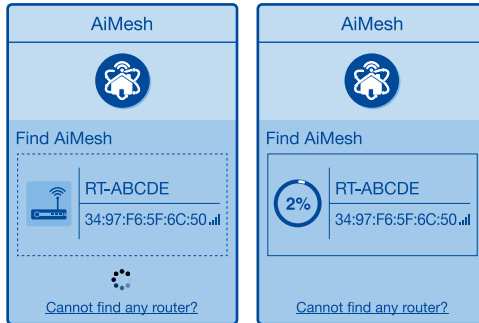 AiMesh
Find AiMesh
RT-ABCDE
34:97:F6:5F:6C:50
Cannot find any router?
AiMesh
Find AiMesh
2%
RT-ABCDE
34:97:F6:5F:6C:50
Cannot find any router?